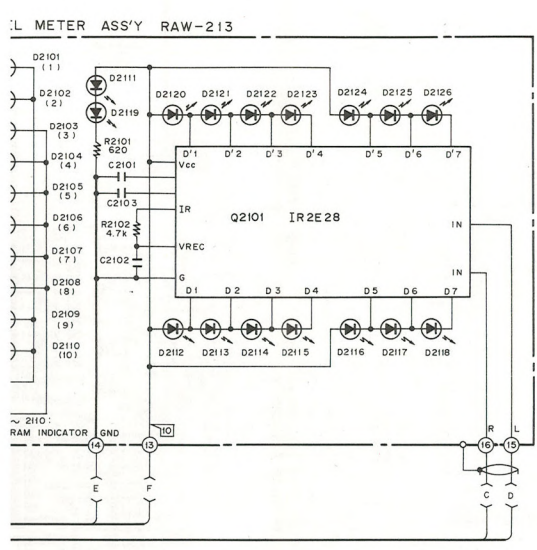 EL METER ASS'Y RAW-213
D2101
(1)
D2102
(2)
D2103
(3)
D2104
(4)
D2105
(5)
D2106
(6)
D2107
(7)
D2108
(8)
D2109
(9)
D2110
(10)
~ 2110:
RAM INDICATOR
D2111
D2119
R2101
620
C2101
C2103
R2102
4.7k
C2102
D2120 D2121 D2122 D2123 D2124 D2125 D2126
D'1 D'2 D'3 D'4 D'5 D'6 D'7
Vcc
IR
VREC
G
Q2101 IR2E28
IN
IN
D1 D2 D3 D4 D5 D6 D7
D2112 D2113 D2114 D2115 D2116 D2117 D2118
10
GND
14
13
R L
16 15
E F C D